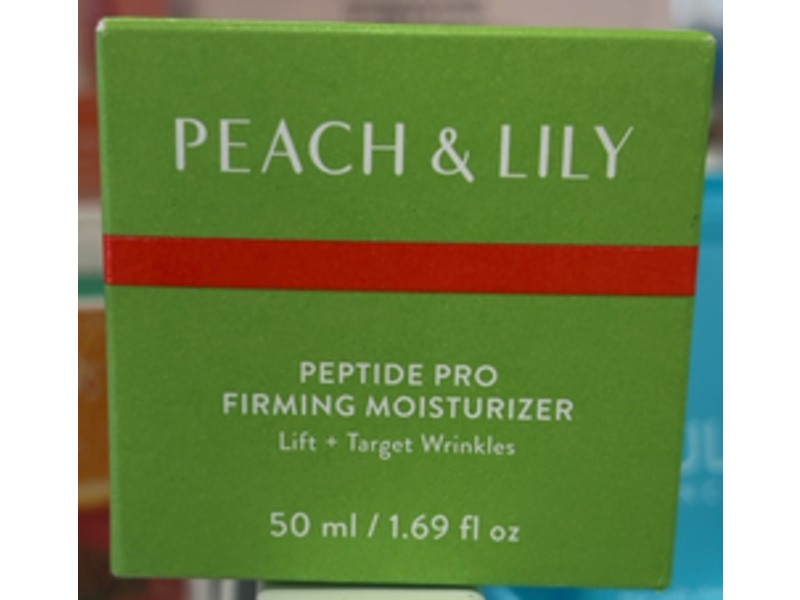 PEACH & LILY
PEPTIDE PRO
FIRMING MOISTURIZER
Lift + Target Wrinkles
50 ml / 1.69 fl oz